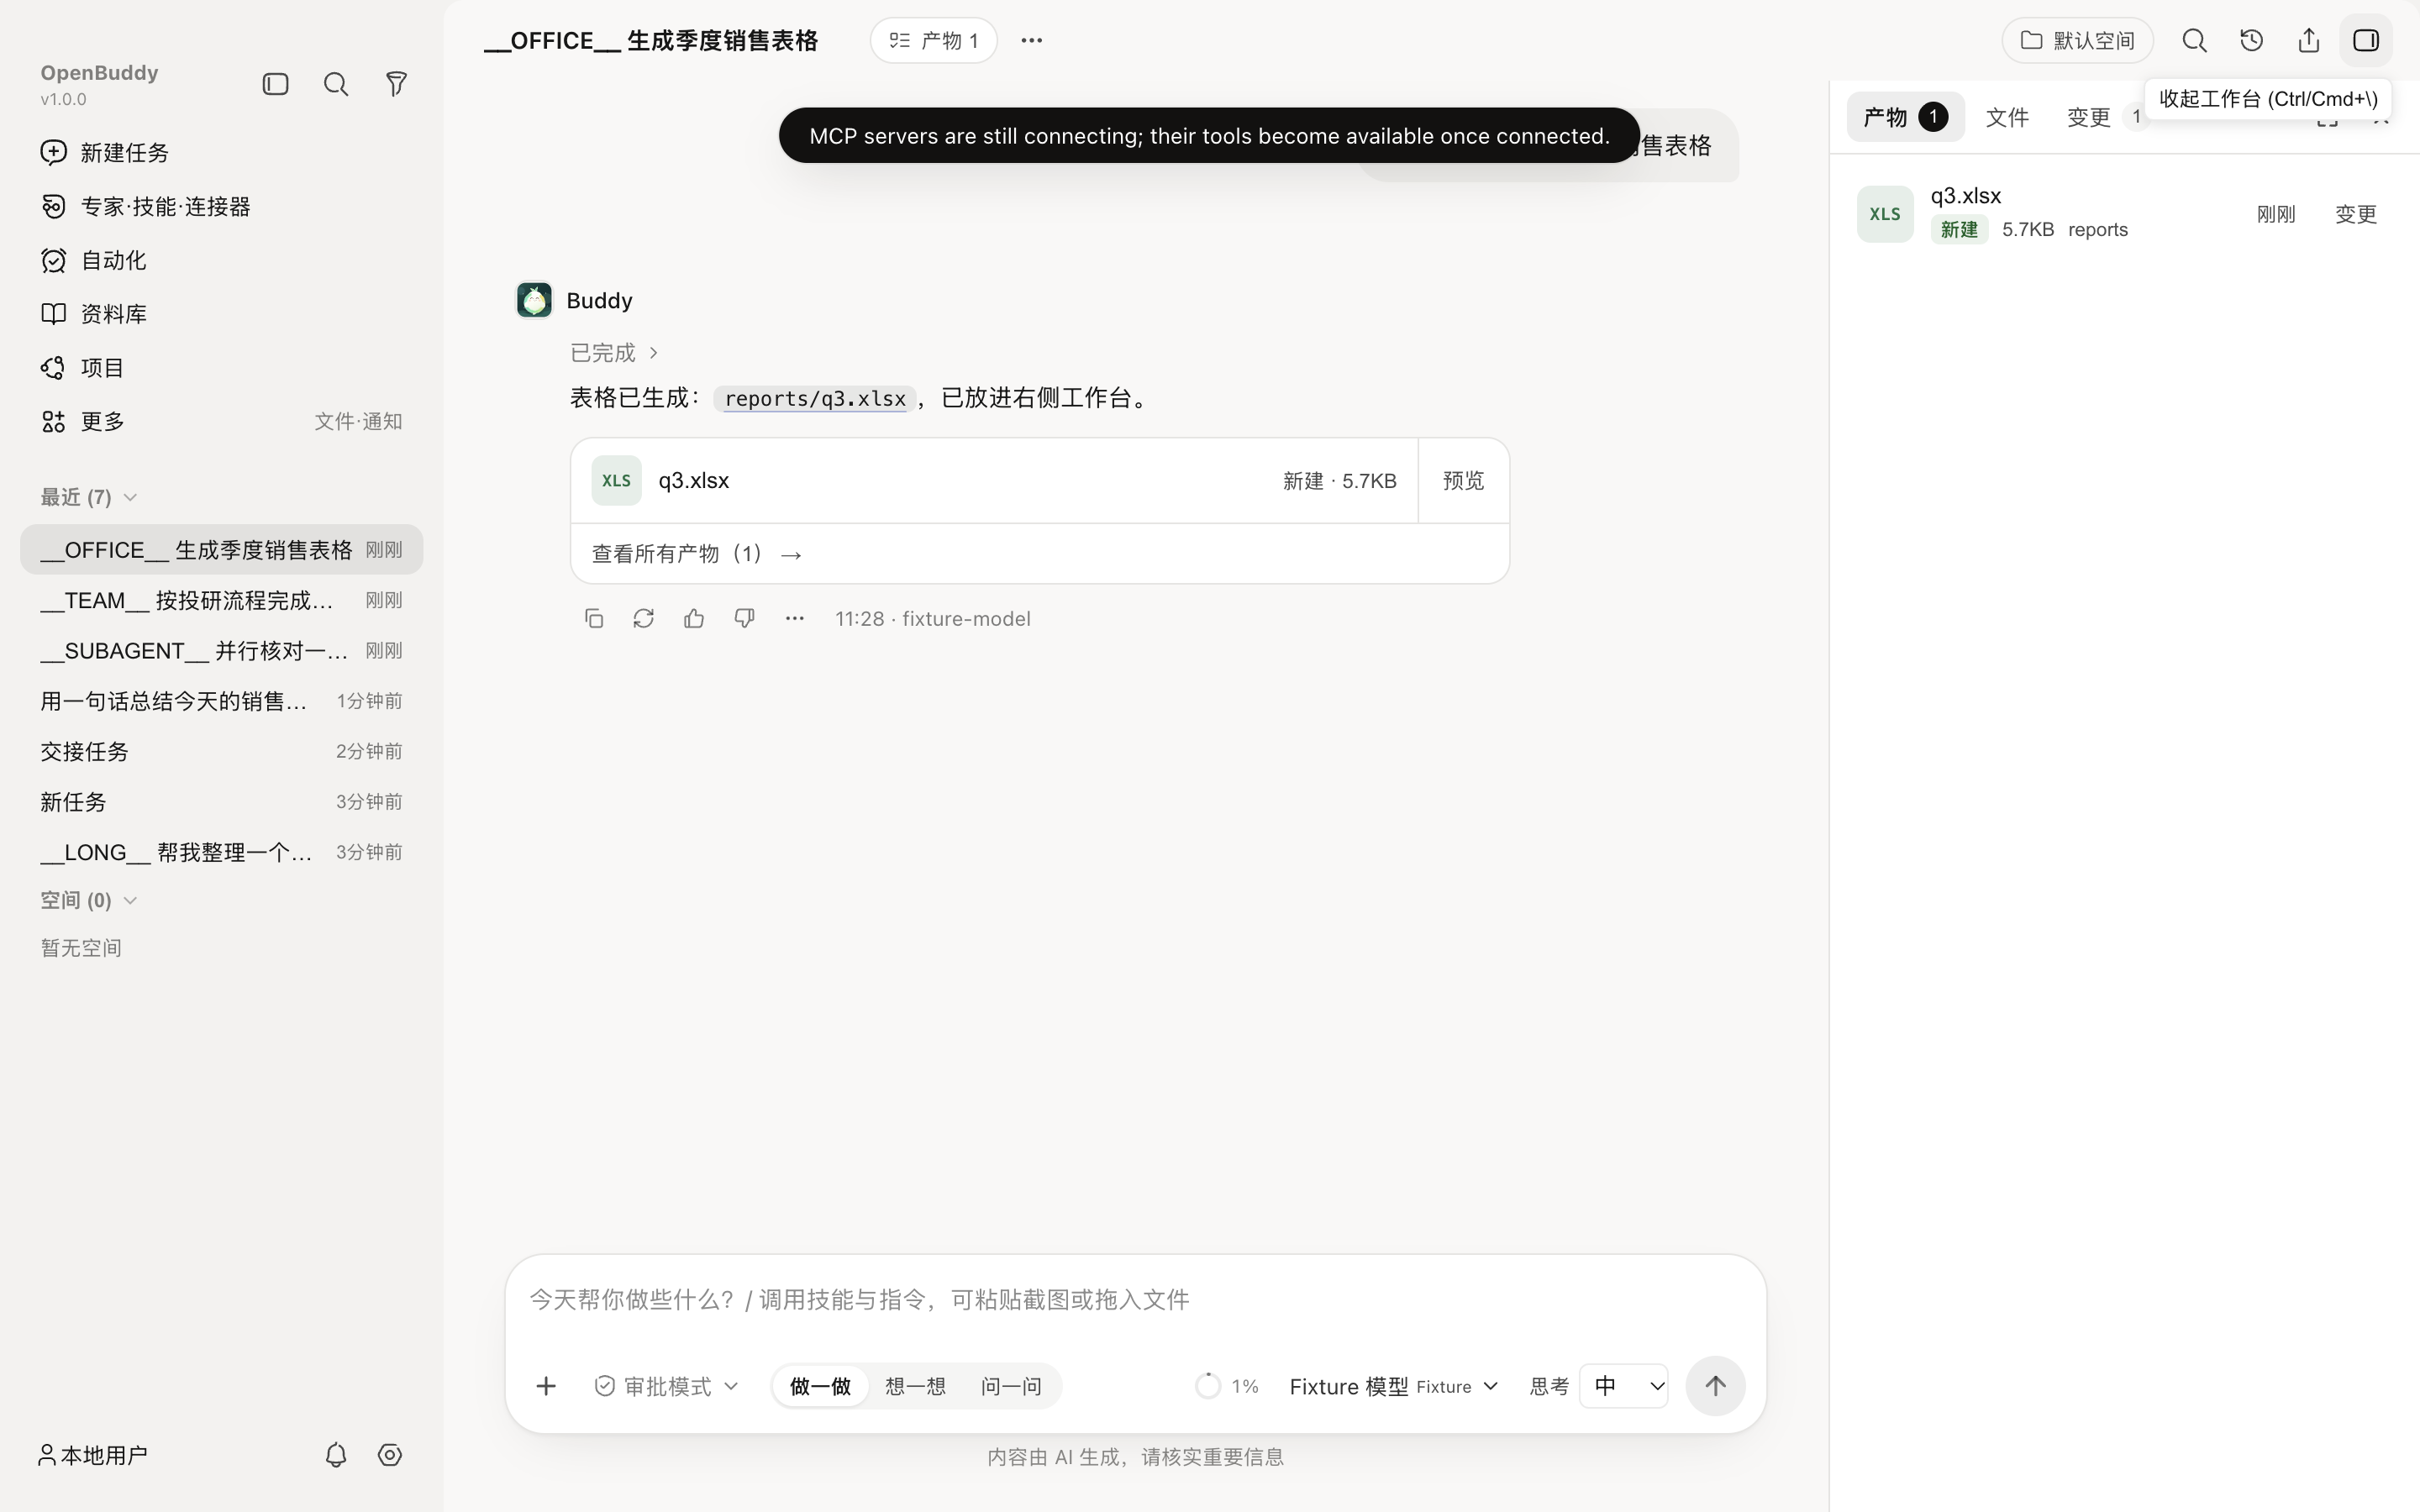 OpenBuddy
v1.0.0
新建任务
专家·技能·连接器
自动化
资料库
项目
更多 文件·通知
最近 (7)
__OFFICE__ 生成季度销售表格 刚刚
__TEAM__ 按投研流程完成... 刚刚
__SUBAGENT__ 并行核对一... 刚刚
用一句话总结今天的销售... 1分钟前
交接任务 2分钟前
新任务 3分钟前
__LONG__ 帮我整理一个... 3分钟前
空间 (0)
暂无空间
本地用户
__OFFICE__ 生成季度销售表格 产物 1
默认空间
MCP servers are still connecting; their tools become available once connected.
售表格
Buddy
已完成
表格已生成：reports/q3.xlsx，已放进右侧工作台。
XLS q3.xlsx 新建 · 5.7KB 预览
查看所有产物（1） →
11:28 · fixture-model
今天帮你做些什么？/ 调用技能与指令，可粘贴截图或拖入文件
审批模式 做一做 想一想 问一问 1% Fixture 模型 Fixture 思考 中
内容由 AI 生成，请核实重要信息
收起工作台 (Ctrl/Cmd+\)
产物 1 文件 变更 1
XLS q3.xlsx 刚刚 变更
新建 5.7KB reports